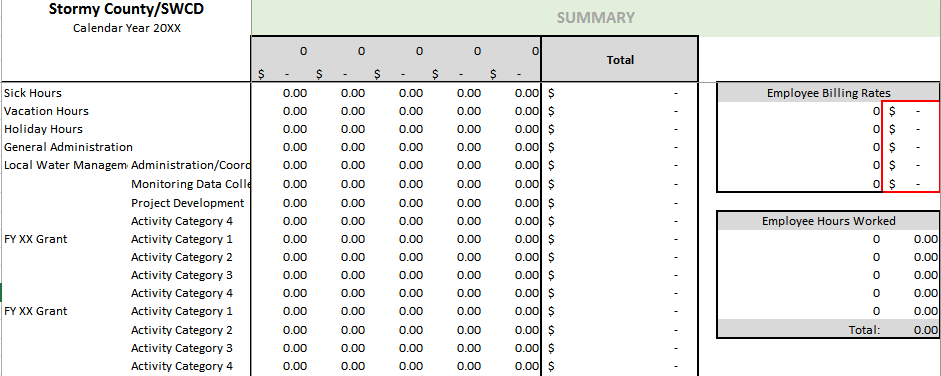 Stormy County/SWCD
Calendar Year 20XX
SUMMARY
0 0 0 0 0
$ - $ - $ - $ - $ -
Total
Sick Hours 0.00 0.00 0.00 0.00 0.00 $ -
Vacation Hours 0.00 0.00 0.00 0.00 0.00 $ -
Holiday Hours 0.00 0.00 0.00 0.00 0.00 $ -
General Administration 0.00 0.00 0.00 0.00 0.00 $ -
Local Water Managem Administration/Coord 0.00 0.00 0.00 0.00 0.00 $ -
Monitoring Data Colle 0.00 0.00 0.00 0.00 0.00 $ -
Project Development 0.00 0.00 0.00 0.00 0.00 $ -
Activity Category 4 0.00 0.00 0.00 0.00 0.00 $ -
FY XX Grant Activity Category 1 0.00 0.00 0.00 0.00 0.00 $ -
Activity Category 2 0.00 0.00 0.00 0.00 0.00 $ -
Activity Category 3 0.00 0.00 0.00 0.00 0.00 $ -
Activity Category 4 0.00 0.00 0.00 0.00 0.00 $ -
FY XX Grant Activity Category 1 0.00 0.00 0.00 0.00 0.00 $ -
Activity Category 2 0.00 0.00 0.00 0.00 0.00 $ -
Activity Category 3 0.00 0.00 0.00 0.00 0.00 $ -
Activity Category 4 0.00 0.00 0.00 0.00 0.00 $ -
Employee Billing Rates
0 $ -
0 $ -
0 $ -
0 $ -
0 $ -
Employee Hours Worked
0 0.00
0 0.00
0 0.00
0 0.00
0 0.00
Total: 0.00